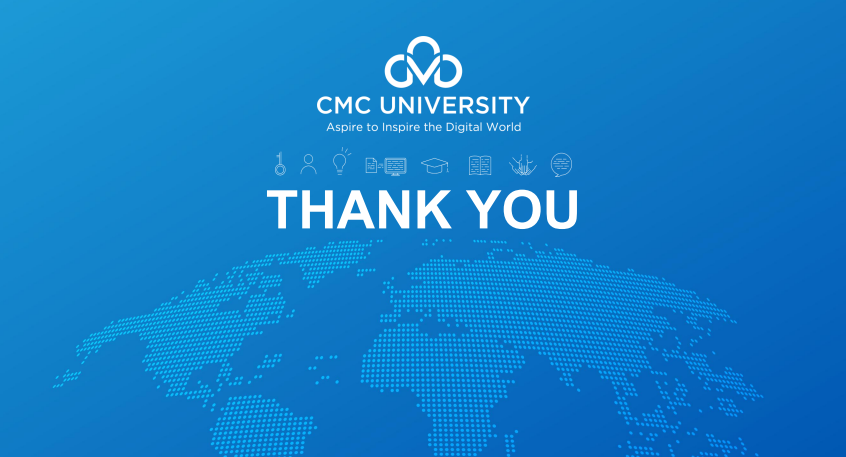 CMC UNIVERSITY
Aspire to Inspire the Digital World
THANK YOU